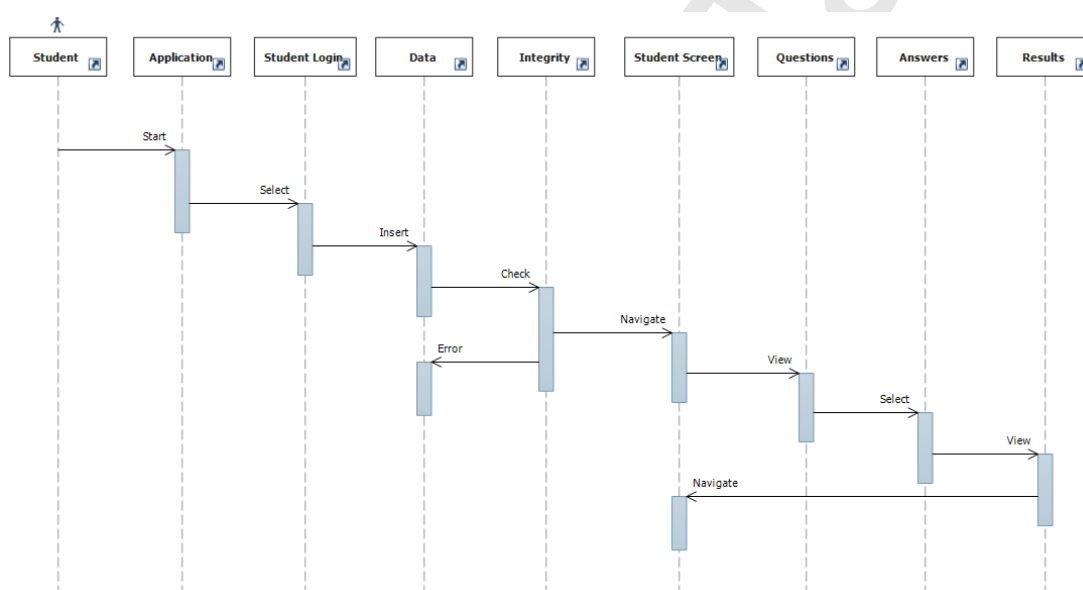 Student
Application
Student Login
Data
Integrity
Student Screen
Questions
Answers
Results
Start
Select
Insert
Check
Navigate
Error
View
Select
View
Navigate